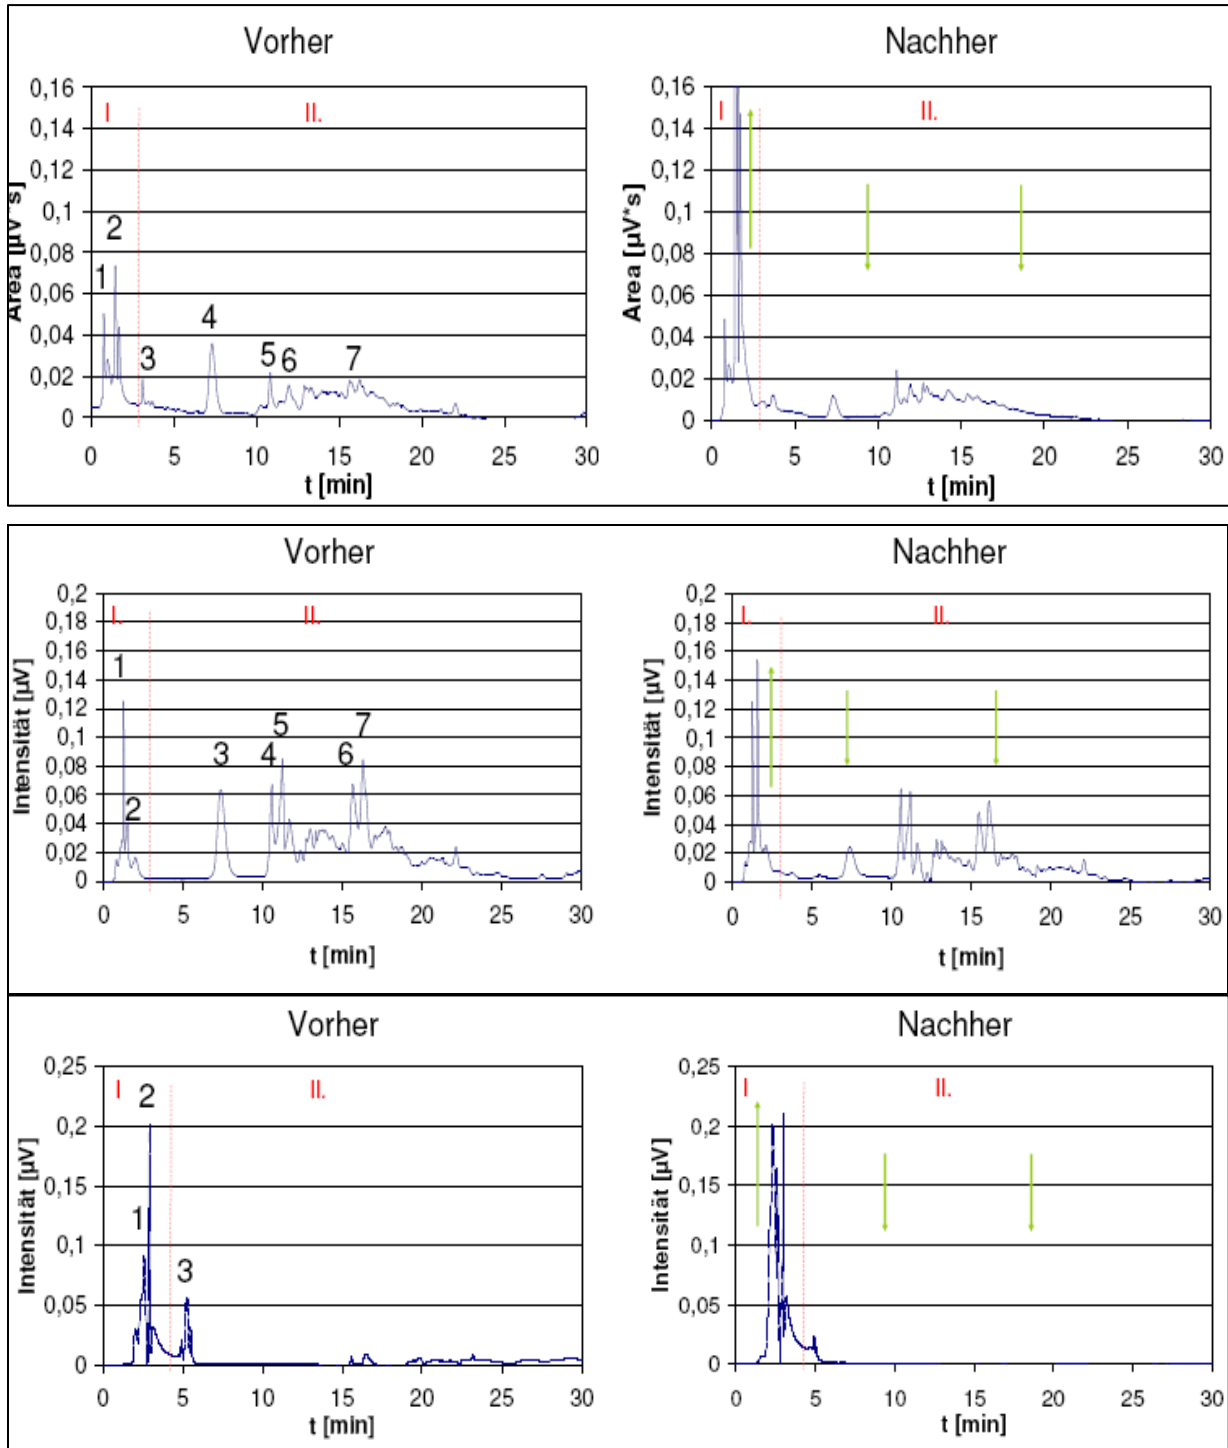 Vorher Nachher
0,16 0,16
I II. I II.
0,14 0,14
0,12 0,12
0,1 0,1
2
0,08 0,08
1
0,06 0,06
4
0,04 0,04
3 5 6 7
0,02 0,02
0 0
0 5 10 15 20 25 30 0 5 10 15 20 25 30
t [min] t [min]
Area [µV*s] Area [µV*s]
Vorher Nachher
0,2 0,2
I. II. I. II.
0,18 0,18
0,16 0,16
1
0,14 0,14
0,12 0,12
5 7
0,1 0,1
3 4 6
0,08 0,08
0,06 0,06
2
0,04 0,04
0,02 0,02
0 0
0 5 10 15 20 25 30 0 5 10 15 20 25 30
t [min] t [min]
Intensität [µV] Intensität [µV]
Vorher Nachher
0,25 0,25
I II. I II.
2
0,2 0,2
0,15 0,15
1
0,1 0,1
3
0,05 0,05
0 0
0 5 10 15 20 25 30 0 5 10 15 20 25 30
t [min] t [min]
Intensität [µV] Intensität [µV]